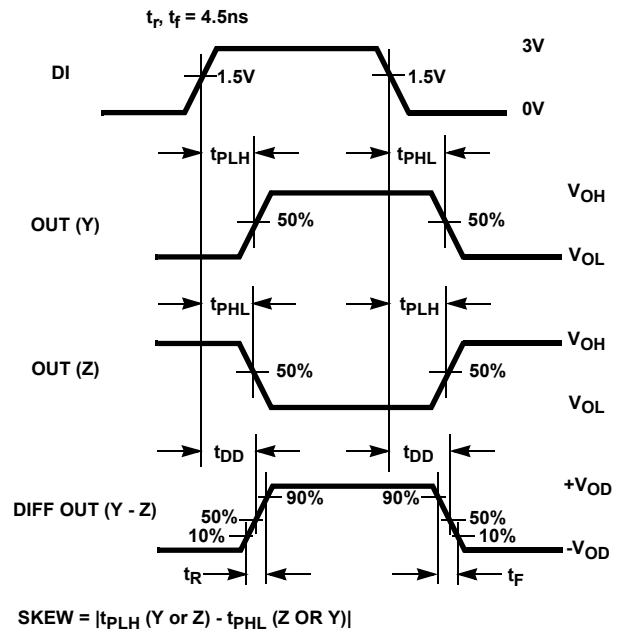 tr, tf = 4.5ns
3V
DI
1.5V
1.5V
0V
tPLH
tPHL
VOH
OUT (Y)
50%
50%
VOL
tPHL
tPLH
VOH
OUT (Z)
50%
50%
VOL
tDD
tDD
+VOD
90%
90%
DIFF OUT (Y - Z)
50%
50%
10%
10%
-VOD
tR
tF
SKEW = |tPLH (Y or Z) - tPHL (Z OR Y)|